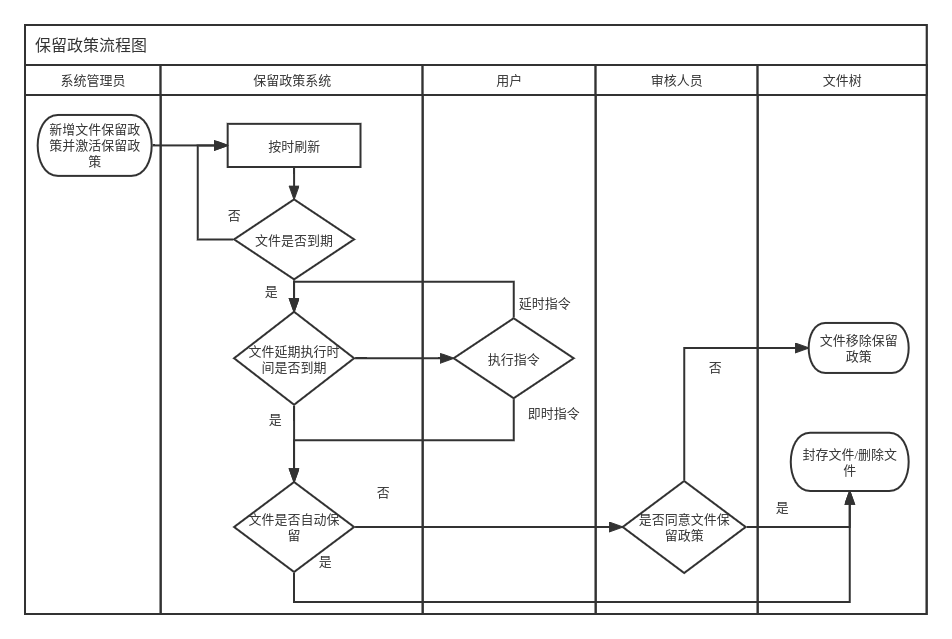 保留政策流程图
系统管理员
保留政策系统
用户
审核人员
文件树
新增文件保留政
策并激活保留政
策
按时刷新
否
文件是否到期
是
延时指令
文件延期执行时
间是否到期
执行指令
文件移除保留
政策
否
即时指令
是
封存文件/删除文
件
否
是
文件是否自动保
留
是否同意文件保
留政策
是